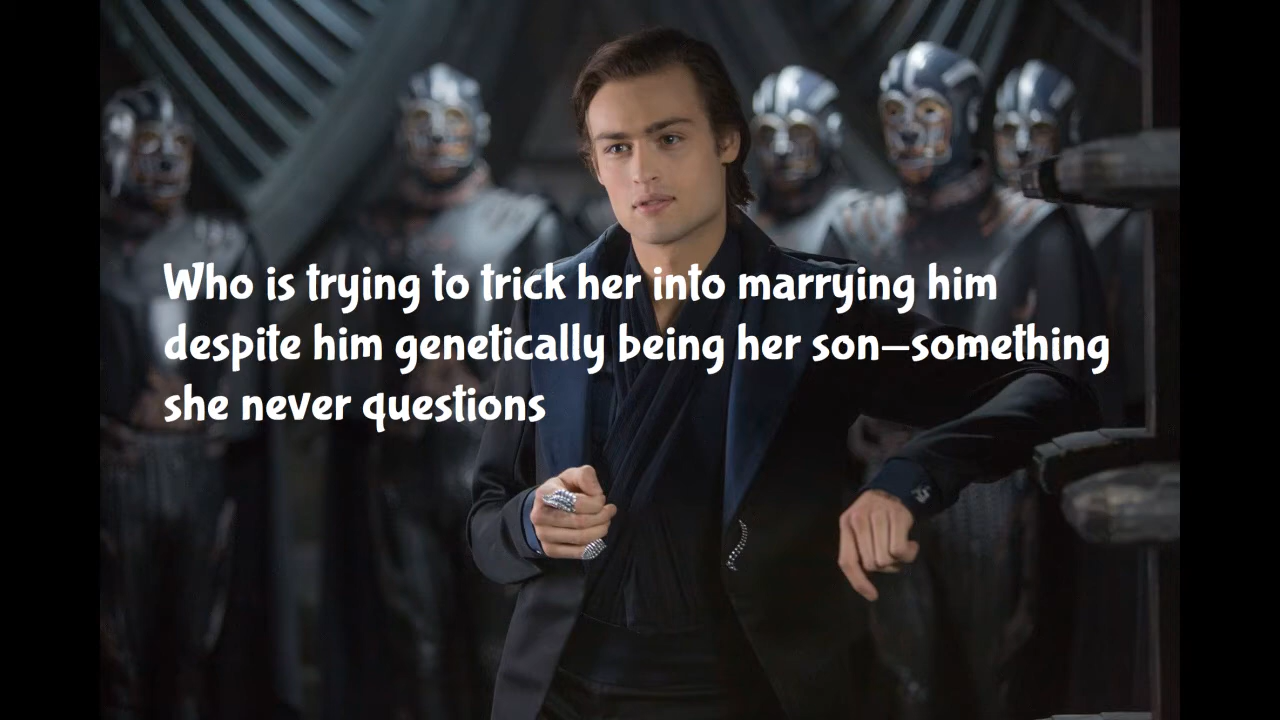 Who is trying to trick her into marrying him
despite him genetically being her son—something
she never questions